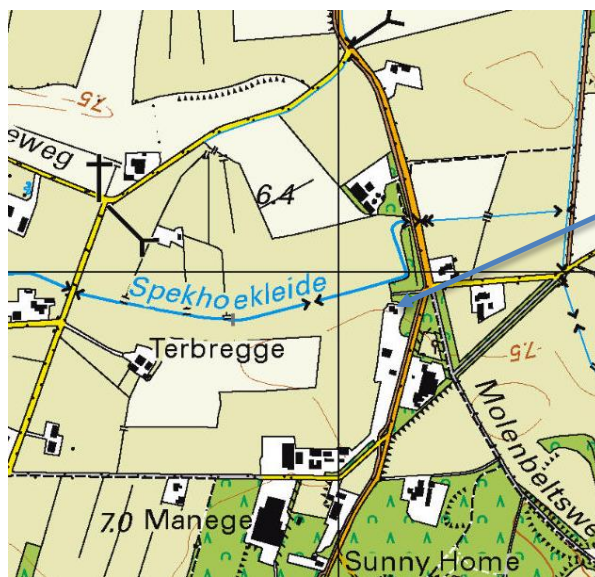 7.5
eweg
6.4
Spekhoekleide
Terbregge
7.5
Molenbeltswe
7.0 Manege
Sunny Home